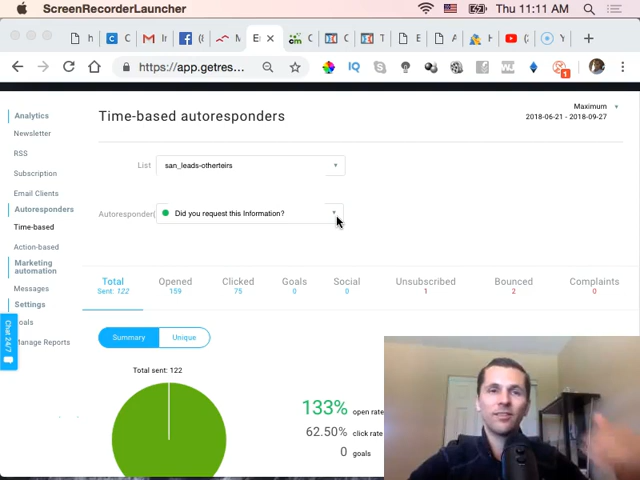 ScreenRecorderLauncher
Thu 11:11 AM
https://app.getres...
Analytics
Newsletter
RSS
Subscription
Email Clients
Autoresponders
Time-based
Action-based
Marketing
automation
Messages
Settings
oals
Manage Reports
Chat 24/7
Time-based autoresponders
Maximum
2018-06-21 - 2018-09-27
List
san_leads-otherteirs
Autoresponder(
Did you request this Information?
Total
Sent: 122
Opened
159
Clicked
75
Goals
0
Social
0
Unsubscribed
1
Bounced
2
Complaints
0
Summary
Unique
Total sent: 122
133% open rate
62.50% click rate
0 goals